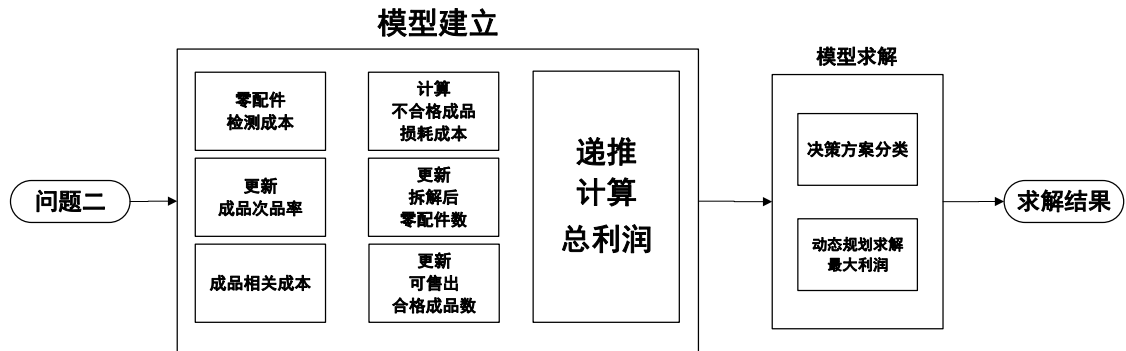 模型建立
模型求解
问题二
零配件
检测成本
更新
成品次品率
成品相关成本
计算
不合格成品
损耗成本
更新
拆解后
零配件数
更新
可售出
合格成品数
递推
计算
总利润
决策方案分类
动态规划求解
最大利润
求解结果